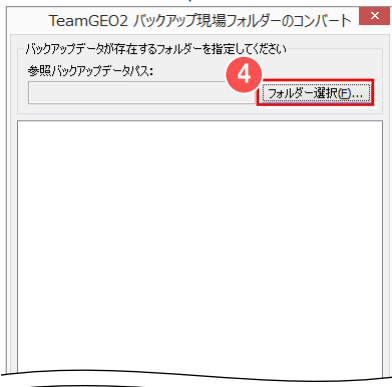 TeamGEO2 バックアップ現場フォルダーのコンバート
バックアップデータが存在するフォルダーを指定してください
参照バックアップデータパス:
4
フォルダー選択(F)...